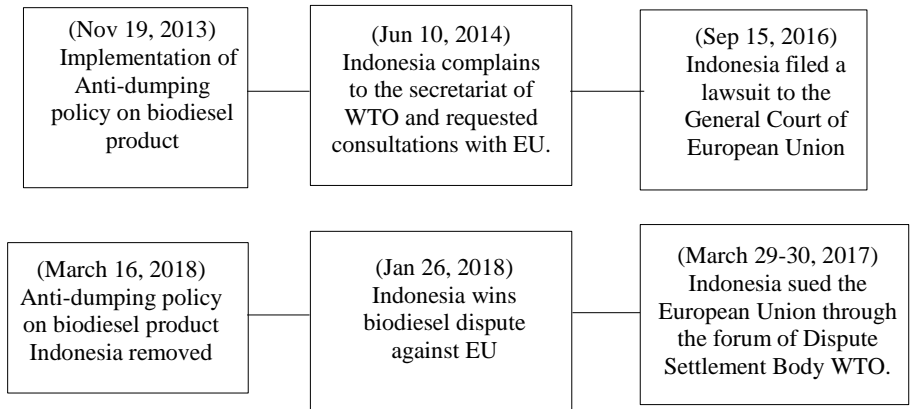 (Nov 19, 2013)
Implementation of
Anti-dumping
policy on biodiesel
product
(Jun 10, 2014)
Indonesia complains
to the secretariat of
WTO and requested
consultations with EU.
(Sep 15, 2016)
Indonesia filed a
lawsuit to the
General Court of
European Union
(March 16, 2018)
Anti-dumping policy
on biodiesel product
Indonesia removed
(Jan 26, 2018)
Indonesia wins
biodiesel dispute
against EU
(March 29-30, 2017)
Indonesia sued the
European Union through
the forum of Dispute
Settlement Body WTO.